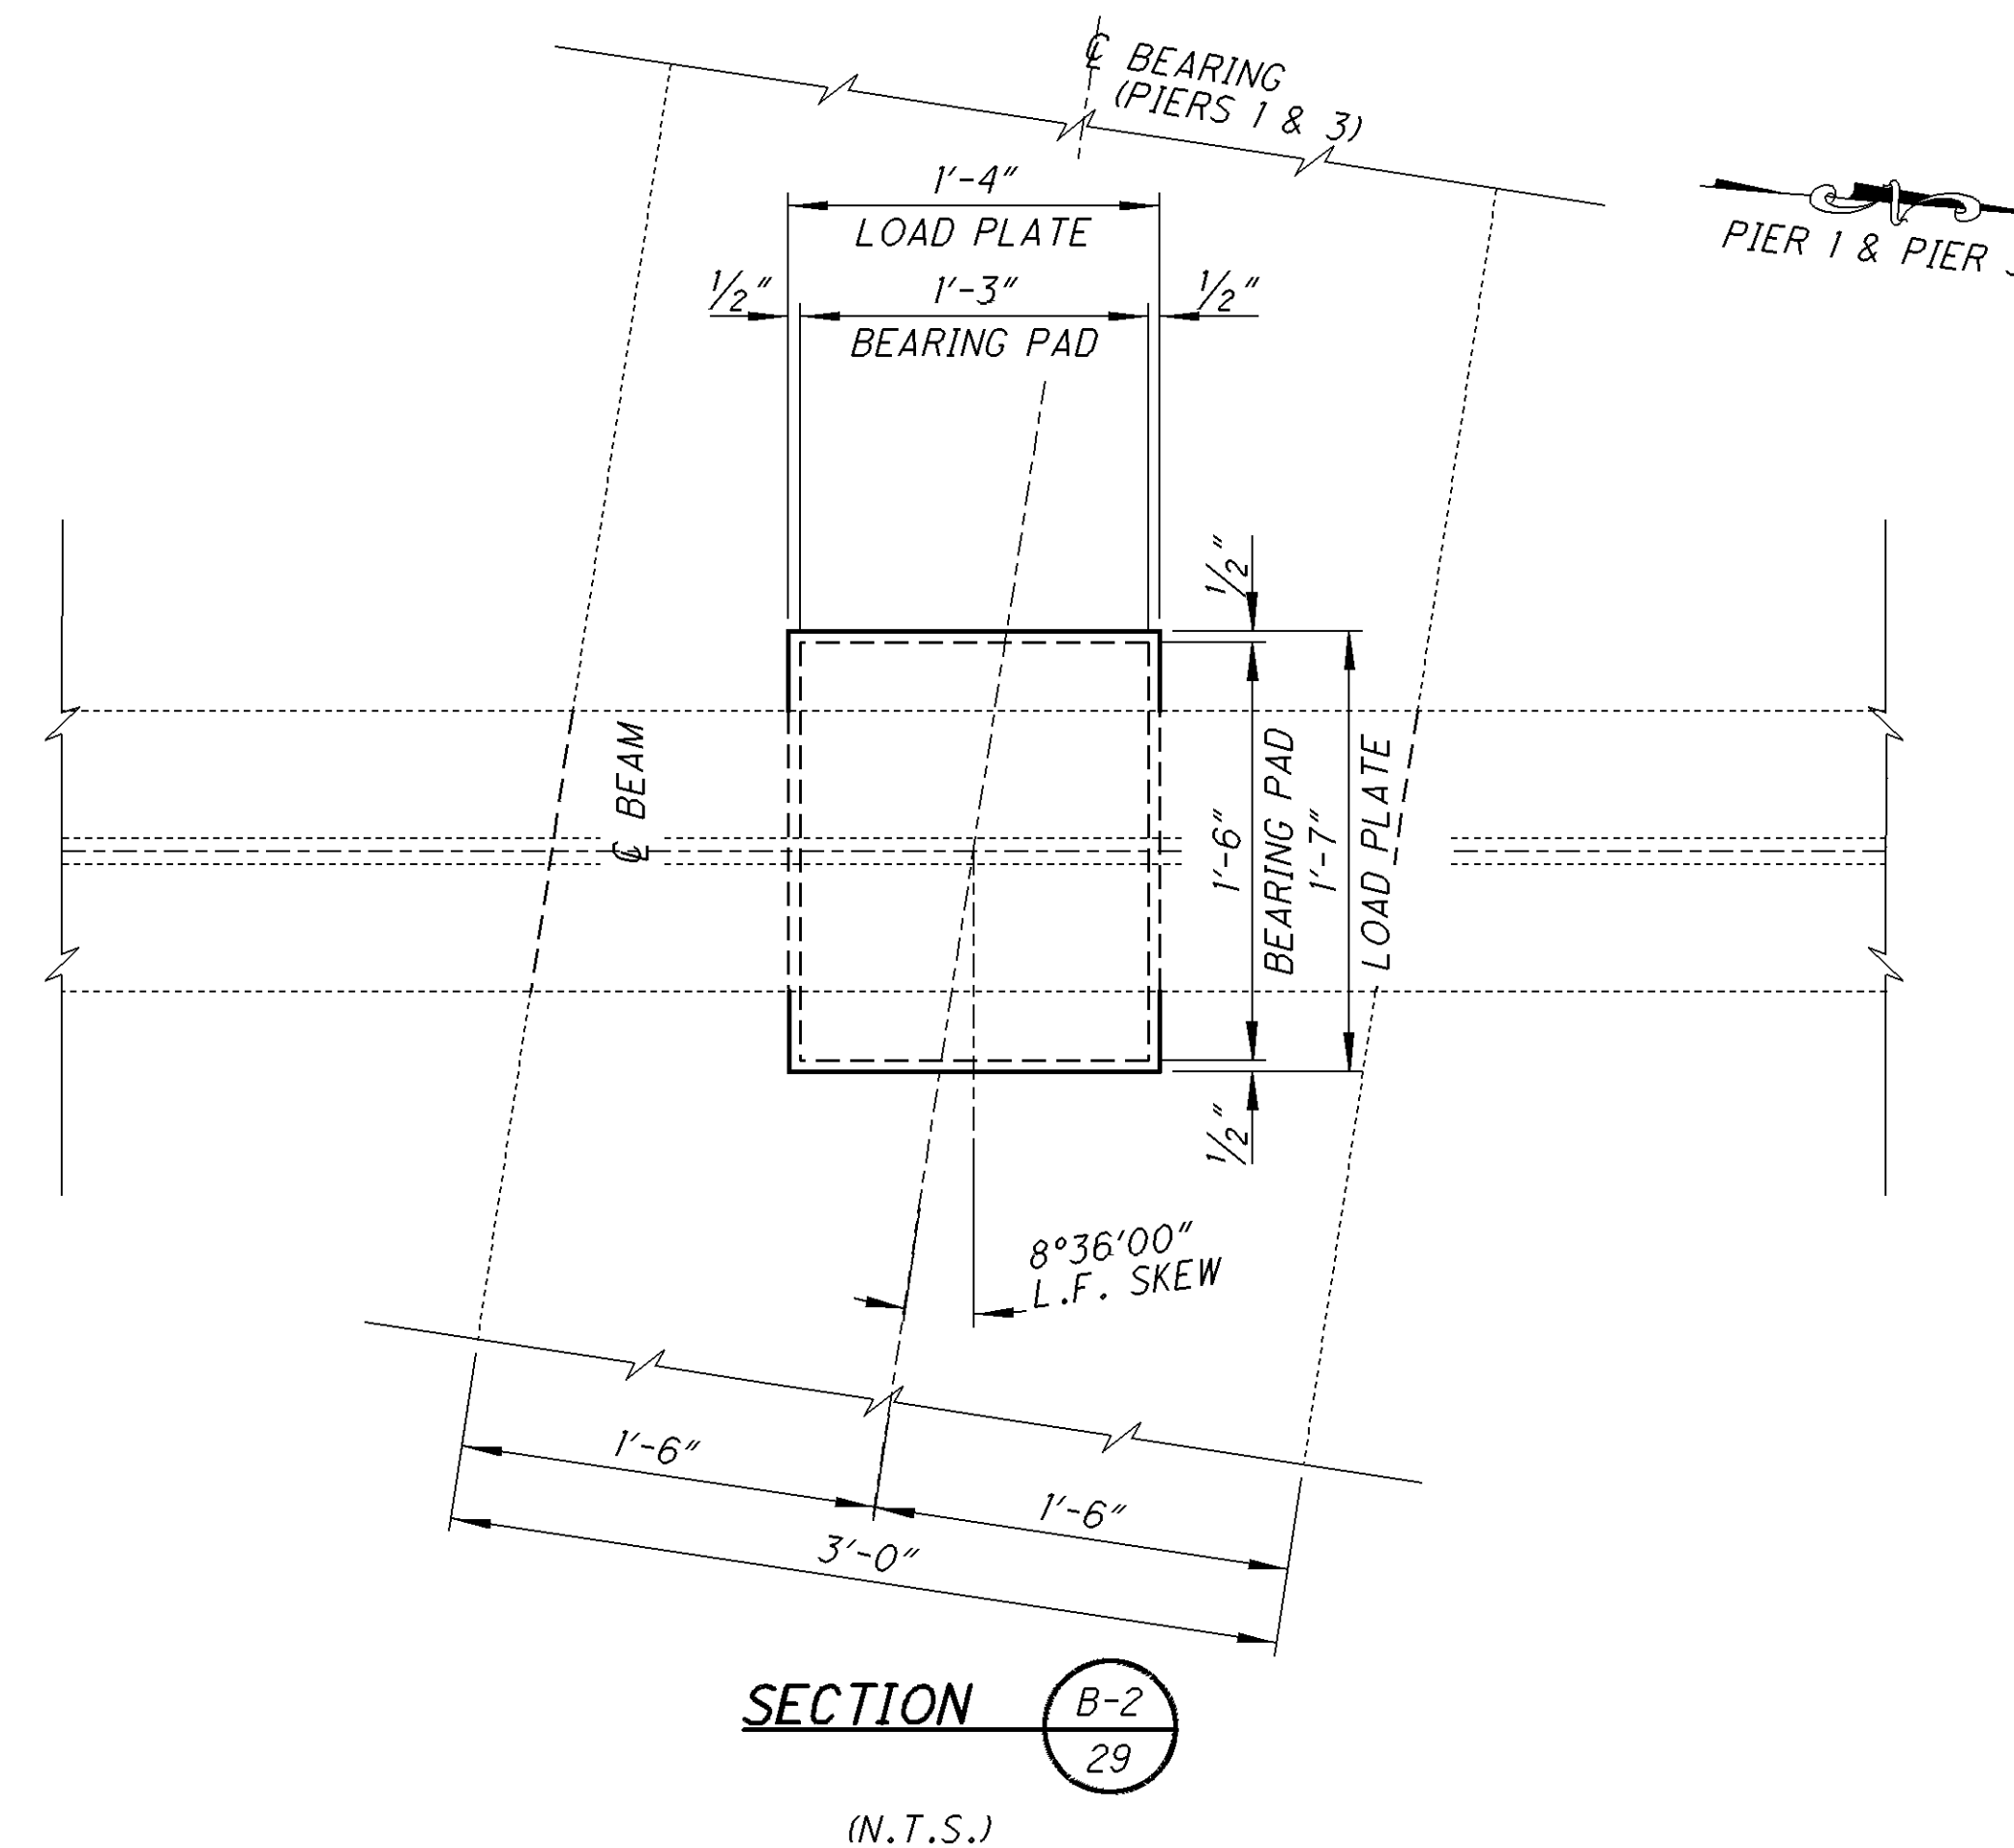 ℄ BEARING
(PIERS 1 & 3)
1'-4"
LOAD PLATE
PIER 1 & PIER
1/2" 1'-3" 1/2"
BEARING PAD
1/2"
℄ BEAM
1'-6"
BEARING PAD
1'-7"
LOAD PLATE
1/2"
8°36'00"
L.F. SKEW
1'-6"
1'-6"
3'-0"
SECTION B-2
29
(N.T.S.)